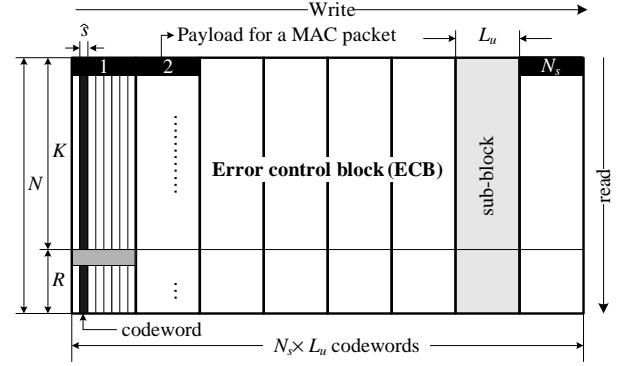 Write
ŝ
Payload for a MAC packet
L_u
1
2
N_s
K
N
Error control block (ECB)
sub-block
read
R
codeword
N_s × L_u codewords